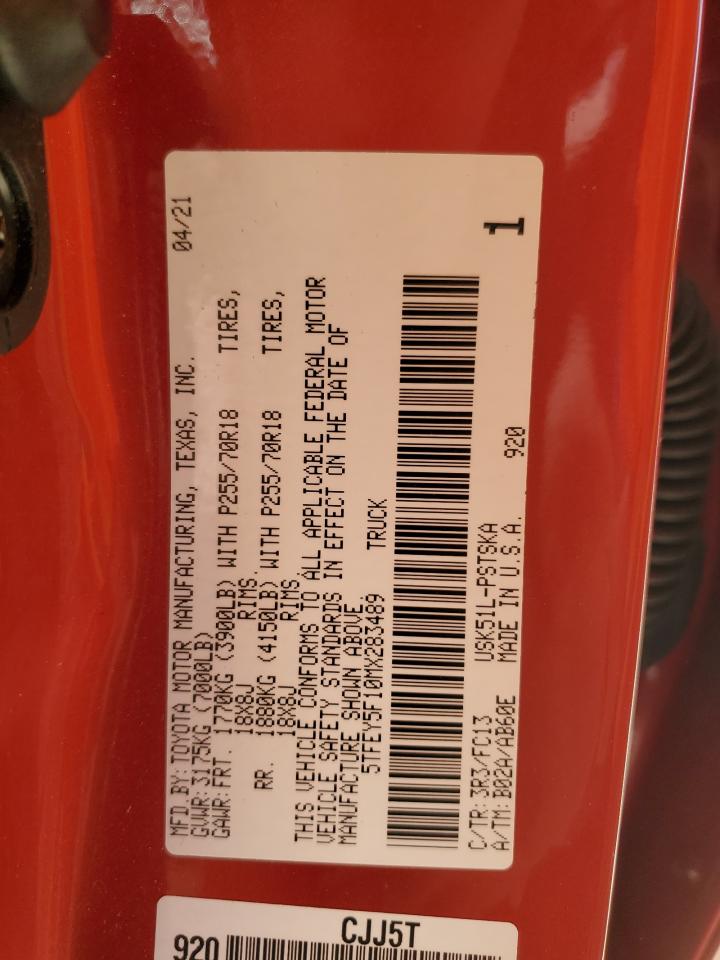 MFD. BY: TOYOTA MOTOR MANUFACTURING, TEXAS, INC. 04/21
GVWR: 3175KG (7000LB)
GAWR: FRT. 1770KG (3900LB) WITH P255/70R18 TIRES,
18X8J RIMS.
RR. 1880KG (4150LB) WITH P255/70R18 TIRES,
18X8J RIMS.
THIS VEHICLE CONFORMS TO ALL APPLICABLE FEDERAL MOTOR
VEHICLE SAFETY STANDARDS IN EFFECT ON THE DATE OF
MANUFACTURE SHOWN ABOVE.
5TFEY5F10MX283489 TRUCK
C/TR: 3R3/FC13 USK51L-PSTSKA 920 1
A/TM: B02A/AB60E MADE IN U.S.A.
CJJ5T
920